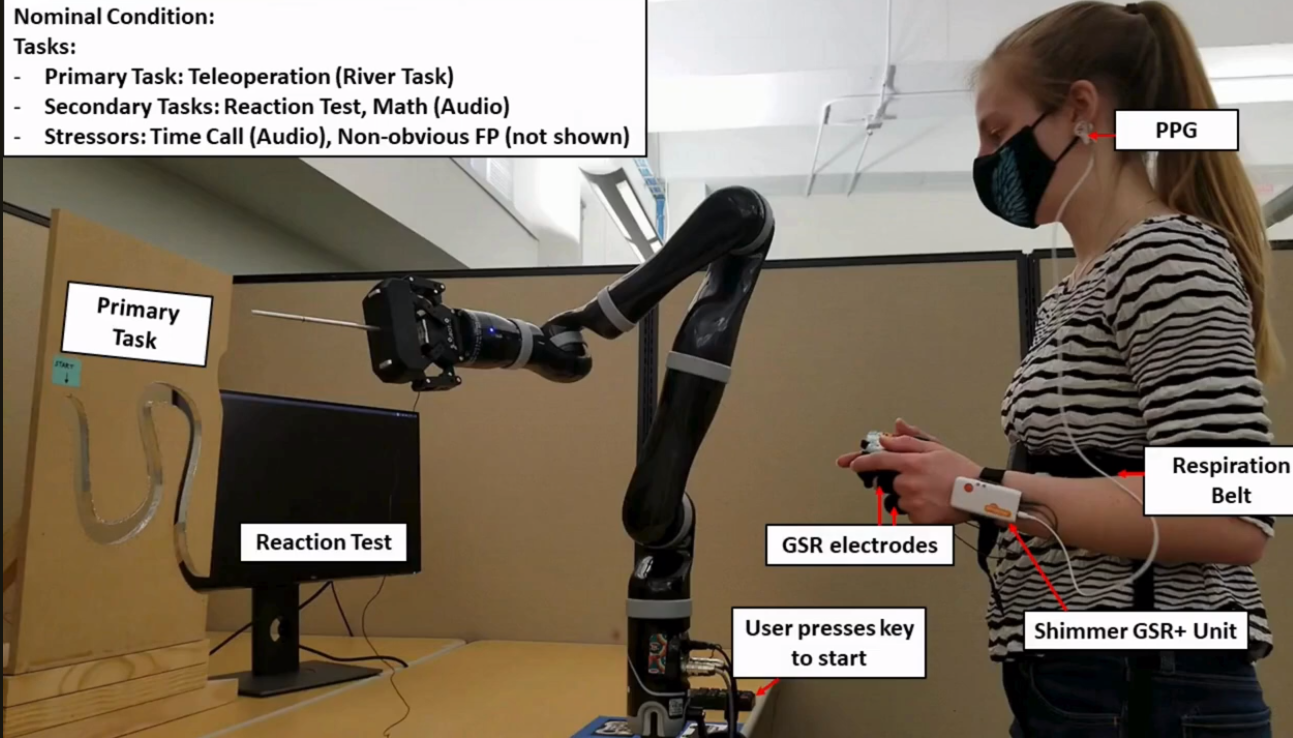 Nominal Condition:
Tasks:
- Primary Task: Teleoperation (River Task)
- Secondary Tasks: Reaction Test, Math (Audio)
- Stressors: Time Call (Audio), Non-obvious FP (not shown)
PPG
Primary
Task
START
Respiration
Belt
Reaction Test
GSR electrodes
User presses key
to start
Shimmer GSR+ Unit